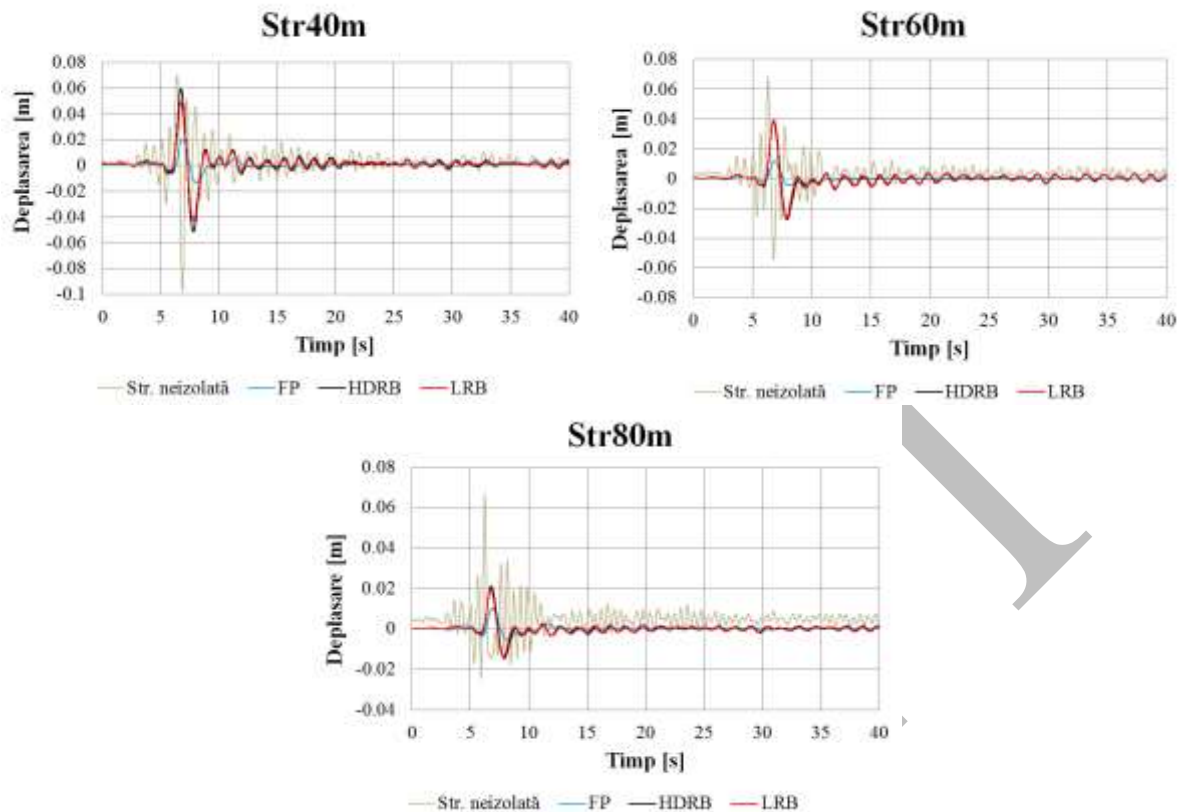 Str40m
0.08
0.06
0.04
0.02
0
-0.02
-0.04
-0.06
-0.08
-0.1
Deplasarea [m]
0 5 10 15 20 25 30 35 40
Timp [s]
Str. neizolată FP HDRB LRB
Str60m
0.08
0.06
0.04
0.02
0
-0.02
-0.04
-0.06
-0.08
Deplasarea [m]
0 5 10 15 20 25 30 35 40
Timp [s]
Str. neizolată FP HDRB LRB
Str80m
0.08
0.06
0.04
0.02
0
-0.02
-0.04
Deplasare [m]
0 5 10 15 20 25 30 35 40
Timp [s]
Str. neizolată FP HDRB LRB